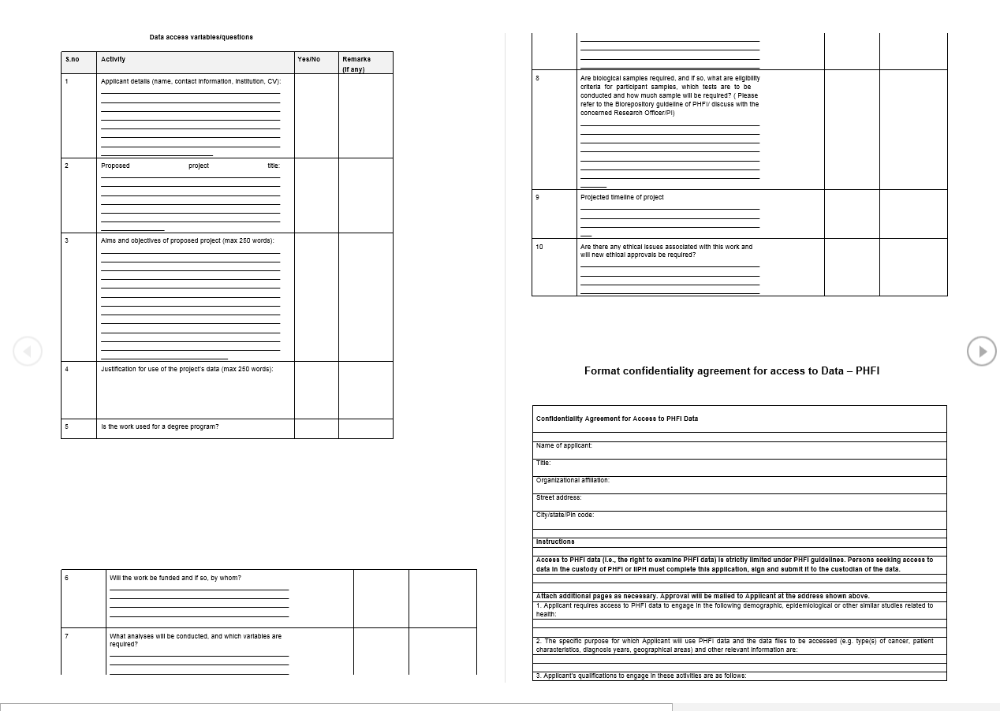 Data access variables/questions
S.no Activity Yes/No Remarks
(if any)
1 Applicant details (name, contact information, institution, CV):
2 Proposed project title:
3 Aims and objectives of proposed project (max 250 words):
4 Justification for use of the project's data (max 250 words):
5 Is the work used for a degree program?
6 Will the work be funded and if so, by whom?
7 What analyses will be conducted, and which variables are
required?
8 Are biological samples required, and if so, what are eligibility
criteria for participant samples, which tests are to be
conducted and how much sample will be required? ( Please
refer to the Biorepository guideline of PHFI/ discuss with the
concerned Research Officer/PI)
9 Projected timeline of project
10 Are there any ethical issues associated with this work and
will new ethical approvals be required?
Format confidentiality agreement for access to Data – PHFI
Confidentiality Agreement for Access to PHFI Data
Name of applicant:
Title:
Organizational affiliation:
Street address:
City/state/Pin code:
Instructions
Access to PHFI data (i.e., the right to examine PHFI data) is strictly limited under PHFI guidelines. Persons seeking access to
data in the custody of PHFI or IIPH must complete this application, sign and submit it to the custodian of the data.
Attach additional pages as necessary. Approval will be mailed to Applicant at the address shown above.
1. Applicant requires access to PHFI data to engage in the following demographic, epidemiological or other similar studies related to
health:
2. The specific purpose for which Applicant will use PHFI data and the data files to be accessed (e.g. type(s) of cancer, patient
characteristics, diagnosis years, geographical areas) and other relevant information are:
3. Applicant's qualifications to engage in these activities are as follows: